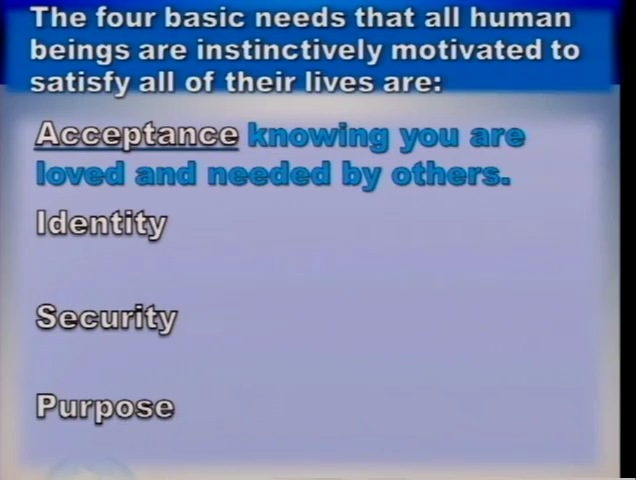 The four basic needs that all human
beings are instinctively motivated to
satisfy all of their lives are:
Acceptance knowing you are
loved and needed by others.
Identity
Security
Purpose